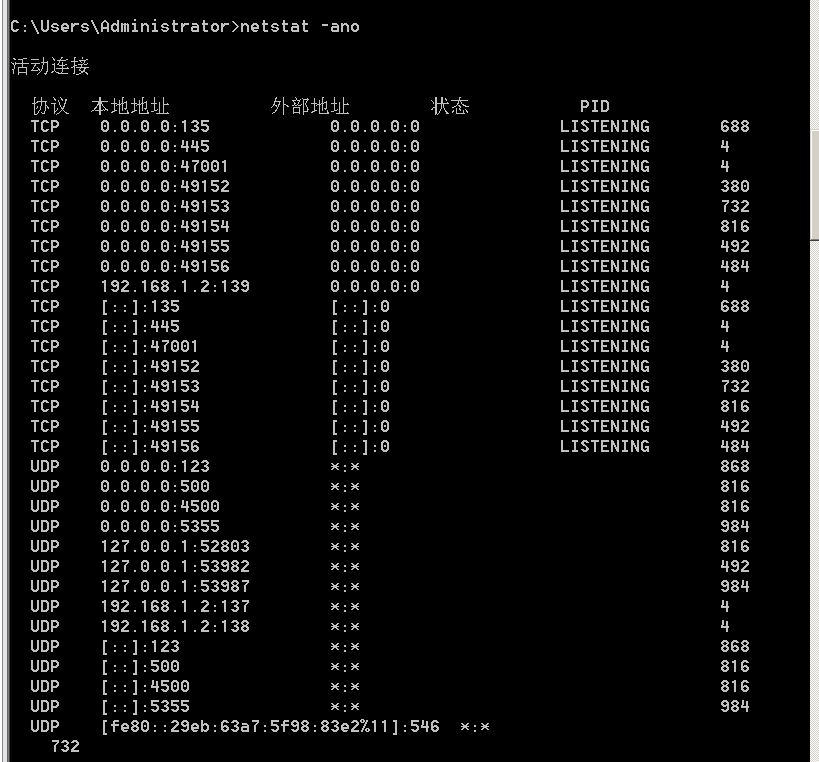 C:\Users\Administrator>netstat -ano
活动连接
协议 本地地址 外部地址 状态 PID
TCP 0.0.0.0:135 0.0.0.0:0 LISTENING 688
TCP 0.0.0.0:445 0.0.0.0:0 LISTENING 4
TCP 0.0.0.0:47001 0.0.0.0:0 LISTENING 4
TCP 0.0.0.0:49152 0.0.0.0:0 LISTENING 380
TCP 0.0.0.0:49153 0.0.0.0:0 LISTENING 732
TCP 0.0.0.0:49154 0.0.0.0:0 LISTENING 816
TCP 0.0.0.0:49155 0.0.0.0:0 LISTENING 492
TCP 0.0.0.0:49156 0.0.0.0:0 LISTENING 484
TCP 192.168.1.2:139 0.0.0.0:0 LISTENING 4
TCP [::]:135 [::]:0 LISTENING 688
TCP [::]:445 [::]:0 LISTENING 4
TCP [::]:47001 [::]:0 LISTENING 4
TCP [::]:49152 [::]:0 LISTENING 380
TCP [::]:49153 [::]:0 LISTENING 732
TCP [::]:49154 [::]:0 LISTENING 816
TCP [::]:49155 [::]:0 LISTENING 492
TCP [::]:49156 [::]:0 LISTENING 484
UDP 0.0.0.0:123 *:* 868
UDP 0.0.0.0:500 *:* 816
UDP 0.0.0.0:4500 *:* 816
UDP 0.0.0.0:5355 *:* 984
UDP 127.0.0.1:52803 *:* 816
UDP 127.0.0.1:53982 *:* 492
UDP 127.0.0.1:53987 *:* 984
UDP 192.168.1.2:137 *:* 4
UDP 192.168.1.2:138 *:* 4
UDP [::]:123 *:* 868
UDP [::]:500 *:* 816
UDP [::]:4500 *:* 816
UDP [::]:5355 *:* 984
UDP [fe80::29eb:63a7:5f98:83e2%11]:546 *:*
732